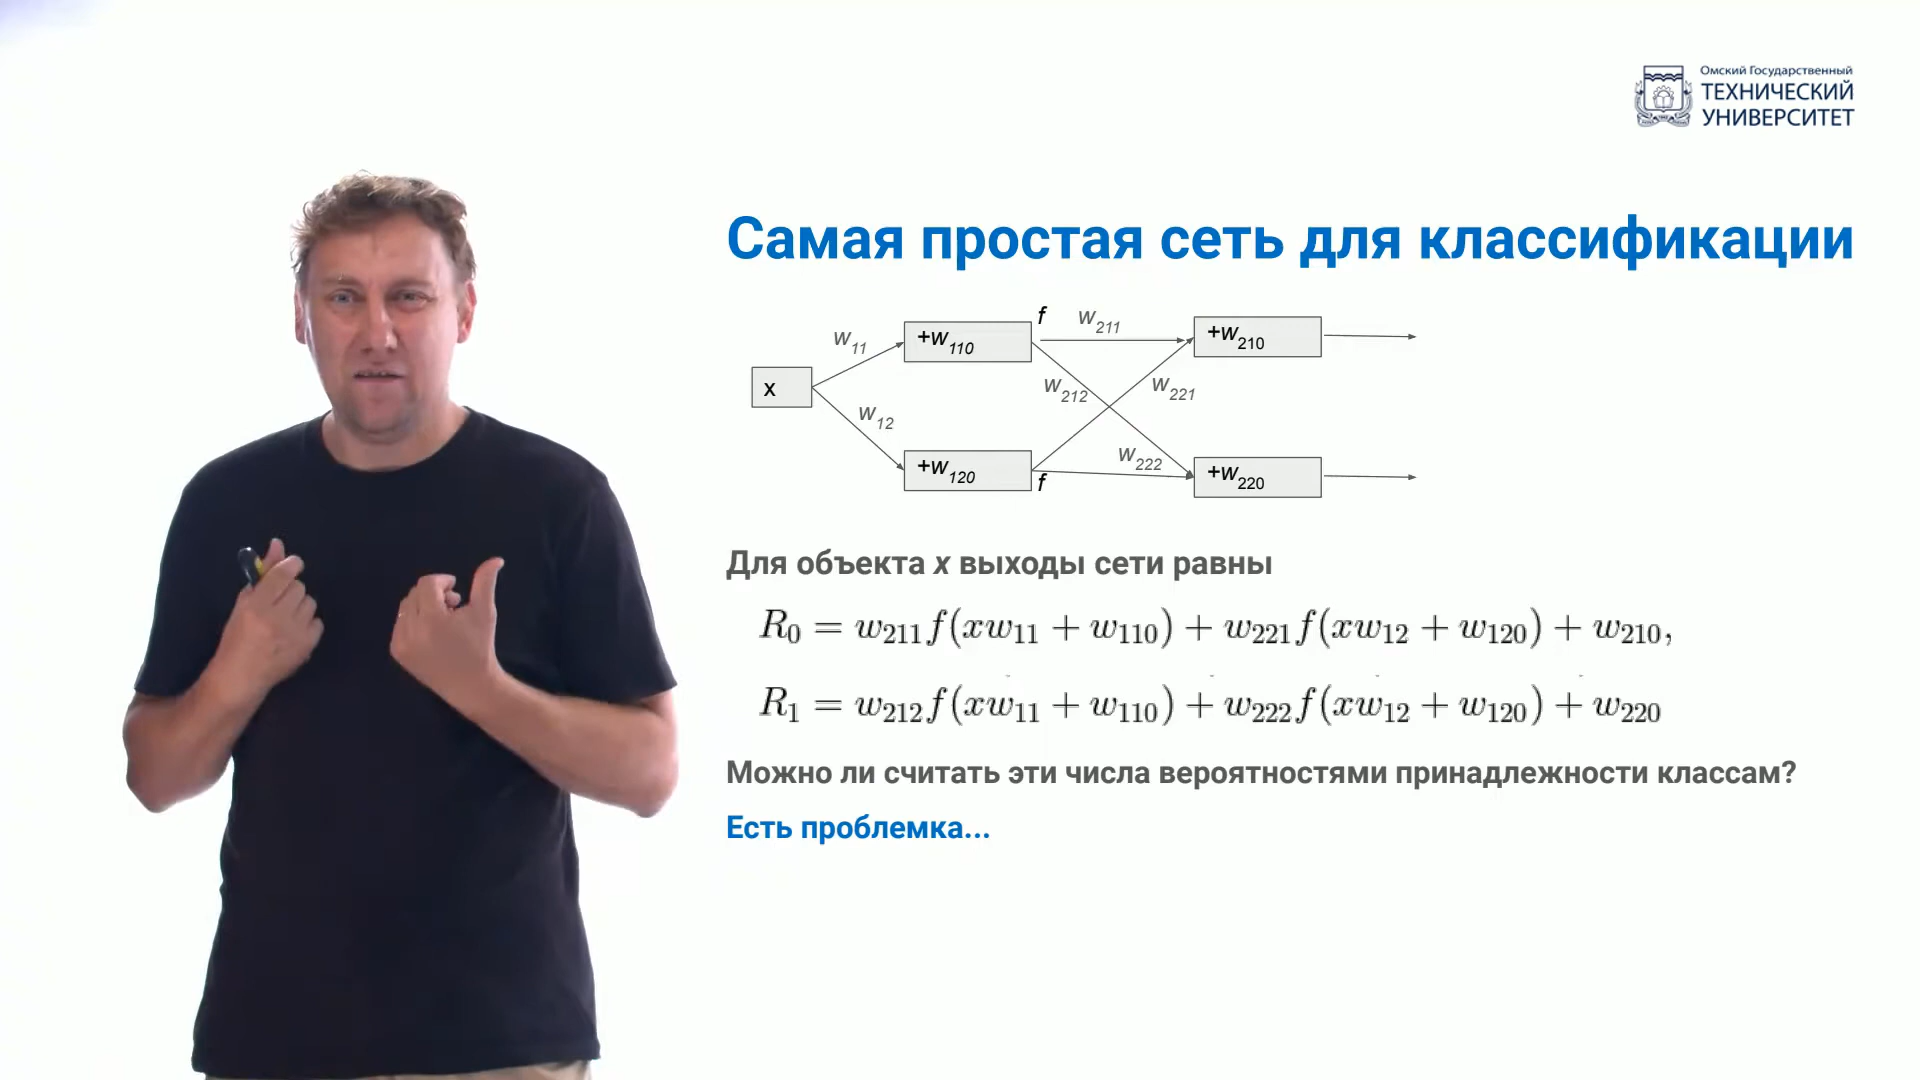 Омский Государственный
ТЕХНИЧЕСКИЙ
УНИВЕРСИТЕТ
Самая простая сеть для классификации
x
w₁₁
w₁₂
+w₁₁₀
+w₁₂₀
f
f
w₂₁₁
w₂₁₂
w₂₂₁
w₂₂₂
+w₂₁₀
+w₂₂₀
Для объекта x выходы сети равны
R₀ = w₂₁₁f(xw₁₁ + w₁₁₀) + w₂₂₁f(xw₁₂ + w₁₂₀) + w₂₁₀,
R₁ = w₂₁₂f(xw₁₁ + w₁₁₀) + w₂₂₂f(xw₁₂ + w₁₂₀) + w₂₂₀
Можно ли считать эти числа вероятностями принадлежности классам?
Есть проблемка...